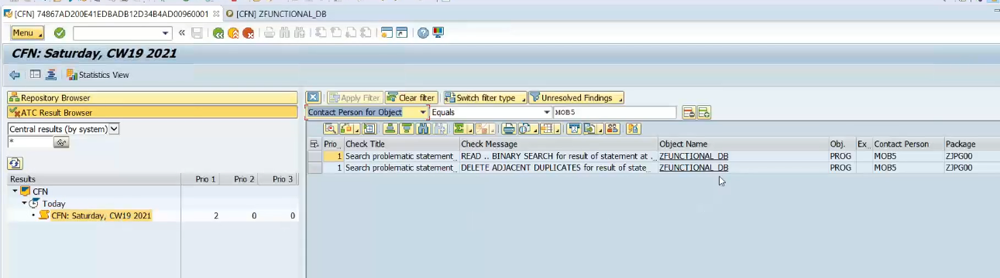 [CFN] 74867AD200E41EDBADB12D34B4AD00960001
[CFN] ZFUNCTIONAL_DB
Menu
CFN: Saturday, CW19 2021
Statistics View
Repository Browser
ATC Result Browser
Central results (by system)
*
Results Prio 1 Prio 2 Prio 3
CFN
Today
CFN: Saturday, CW19 2021 2 0 0
Apply Filter Clear filter Switch filter type Unresolved Findings
Contact Person for Object Equals MOB5
Prio Check Title Check Message Object Name Obj. Ex Contact Person Package
1 Search problematic statement READ .. BINARY SEARCH for result of statement at . ZFUNCTIONAL_DB PROG MOB5 ZJPG00
1 Search problematic statement DELETE ADJACENT DUPLICATES for result of state ZFUNCTIONAL_DB PROG MOB5 ZJPG00